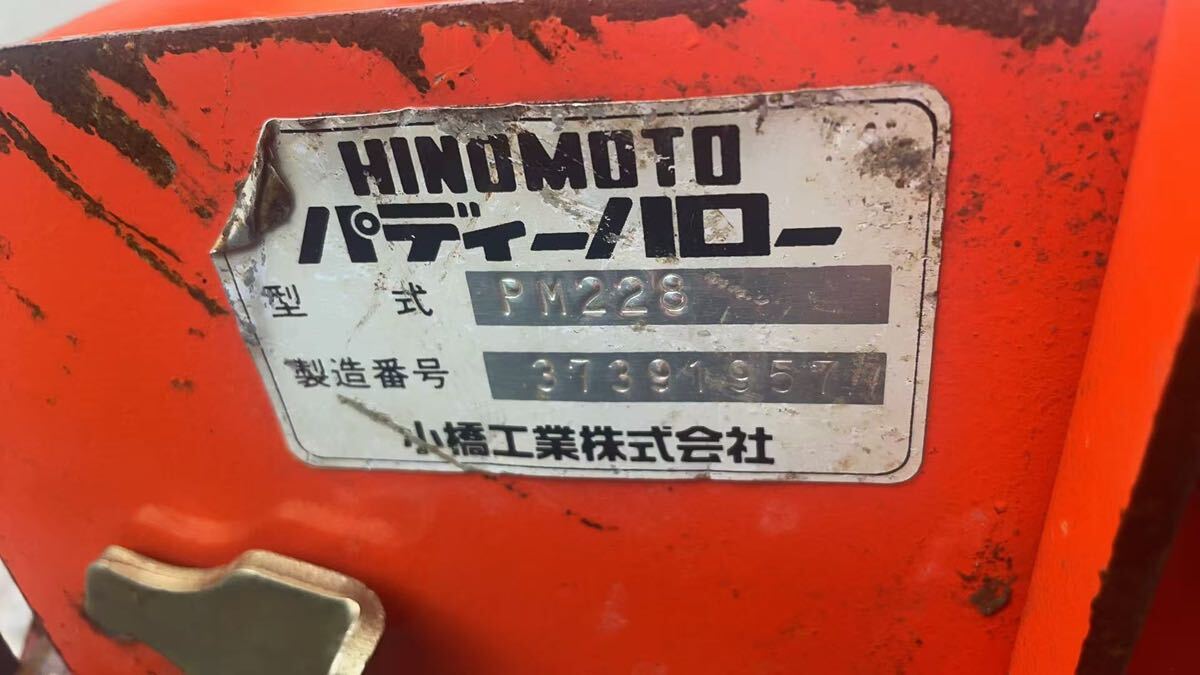 HINOMOTO
パディーハロー
型式 PM228
製造番号 37391957
小橋工業株式会社